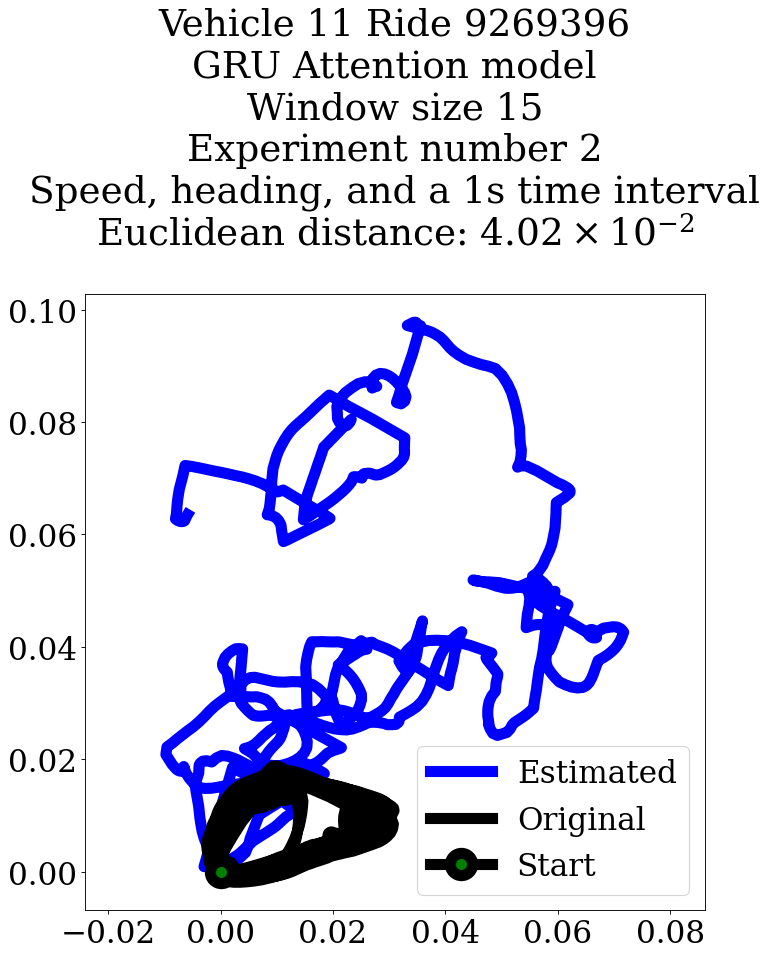 Vehicle 11 Ride 9269396
GRU Attention model
Window size 15
Experiment number 2
Speed, heading, and a 1s time interval
Euclidean distance: 4.02 × 10⁻²
0.10
0.08
0.06
0.04
0.02
0.00
Estimated
Original
Start
−0.02 0.00 0.02 0.04 0.06 0.08